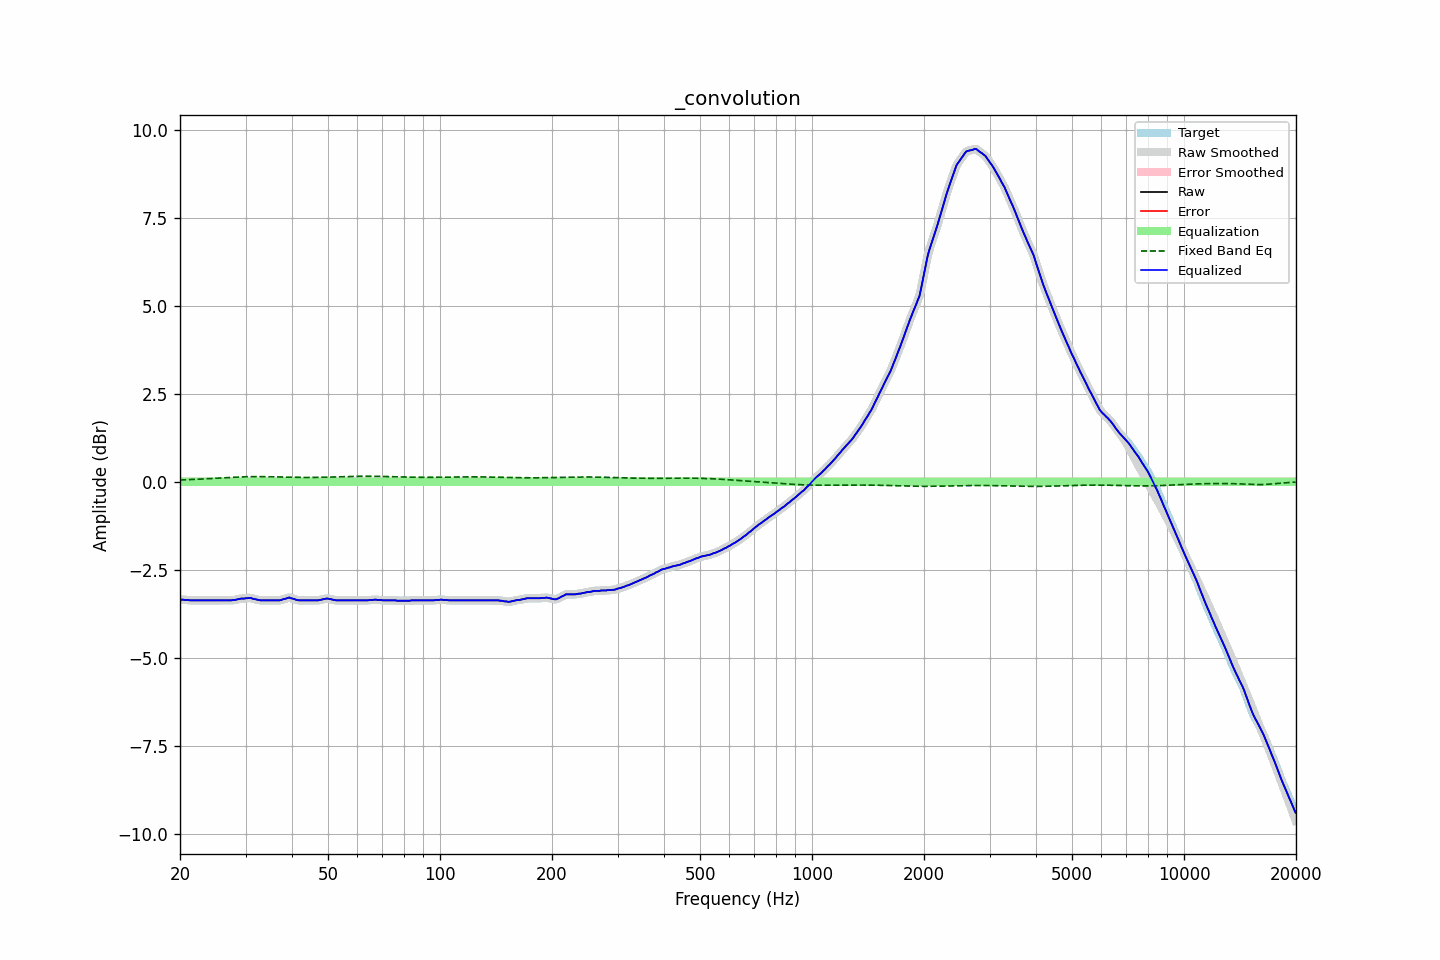 _convolution
10.0
7.5
5.0
2.5
0.0
−2.5
−5.0
−7.5
−10.0
Amplitude (dBr)
Target
Raw Smoothed
Error Smoothed
Raw
Error
Equalization
Fixed Band Eq
Equalized
20 50 100 200 500 1000 2000 5000 10000 20000
Frequency (Hz)